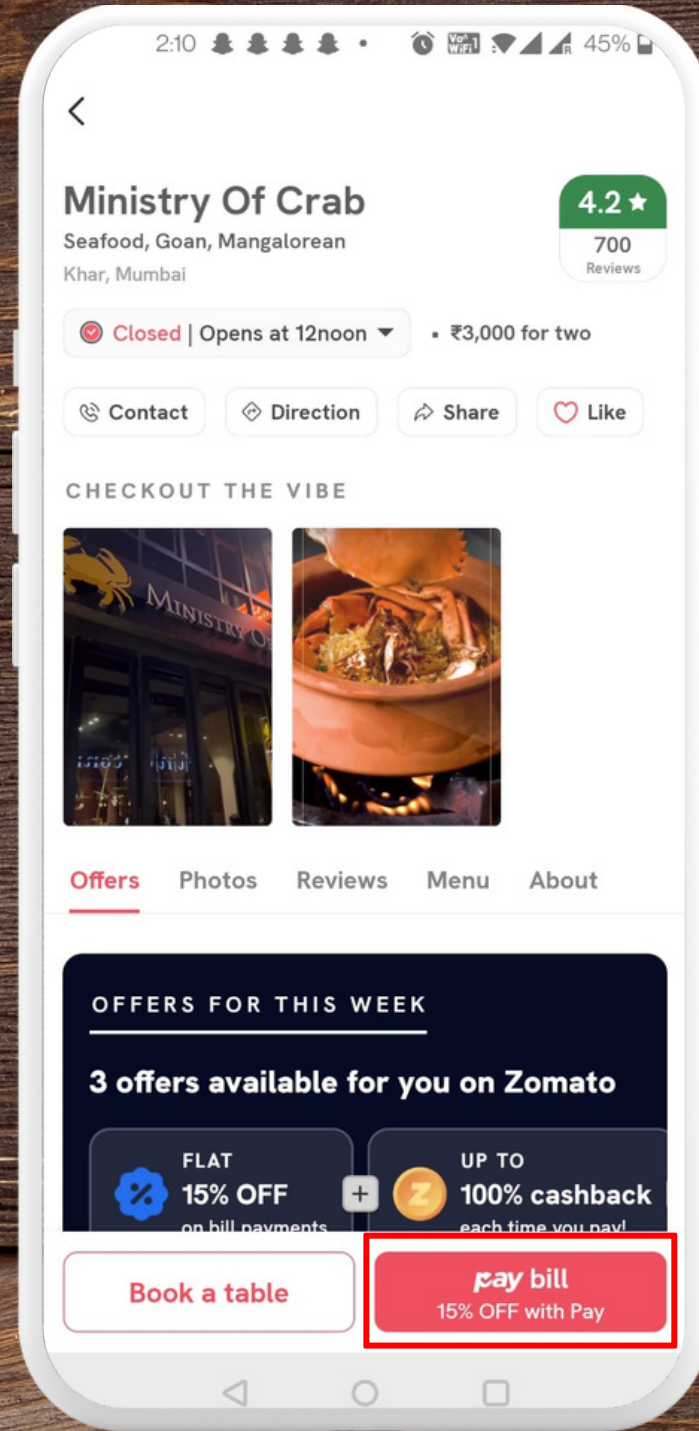 2:10
Vo WiFi 1 R 45%
Ministry Of Crab
4.2 ★
Seafood, Goan, Mangalorean
700
Reviews
Khar, Mumbai
Closed | Opens at 12noon
▪ ₹3,000 for two
Contact
Direction
Share
Like
CHECKOUT THE VIBE
MINISTRY
Offers
Photos
Reviews
Menu
About
OFFERS FOR THIS WEEK
3 offers available for you on Zomato
FLAT
15% OFF
on bill payments
+
Z
UP TO
100% cashback
each time you pay!
Book a table
pay bill
15% OFF with Pay